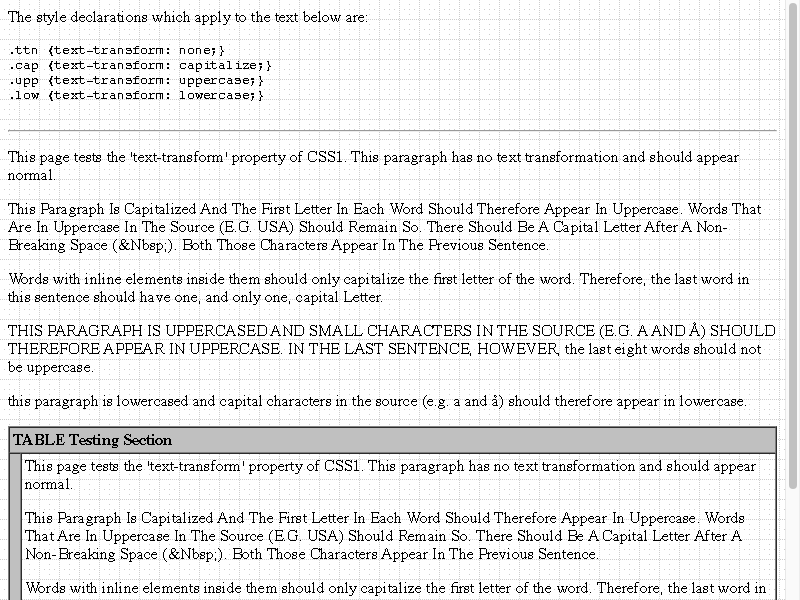 The style declarations which apply to the text below are:
.ttn {text-transform: none;}
.cap {text-transform: capitalize;}
.upp {text-transform: uppercase;}
.low {text-transform: lowercase;}
This page tests the 'text-transform' property of CSS1. This paragraph has no text transformation and should appear
normal.
This Paragraph Is Capitalized And The First Letter In Each Word Should Therefore Appear In Uppercase. Words That
Are In Uppercase In The Source (E.G. USA) Should Remain So. There Should Be A Capital Letter After A Non-
Breaking Space (&Nbsp;). Both Those Characters Appear In The Previous Sentence.
Words with inline elements inside them should only capitalize the first letter of the word. Therefore, the last word in
this sentence should have one, and only one, capital Letter.
THIS PARAGRAPH IS UPPERCASED AND SMALL CHARACTERS IN THE SOURCE (E.G. A AND Å) SHOULD
THEREFORE APPEAR IN UPPERCASE. IN THE LAST SENTENCE, HOWEVER, the last eight words should not
be uppercase.
this paragraph is lowercased and capital characters in the source (e.g. a and å) should therefore appear in lowercase.
TABLE Testing Section
This page tests the 'text-transform' property of CSS1. This paragraph has no text transformation and should appear
normal.
This Paragraph Is Capitalized And The First Letter In Each Word Should Therefore Appear In Uppercase. Words
That Are In Uppercase In The Source (E.G. USA) Should Remain So. There Should Be A Capital Letter After A
Non-Breaking Space (&Nbsp;). Both Those Characters Appear In The Previous Sentence.
Words with inline elements inside them should only capitalize the first letter of the word. Therefore, the last word in